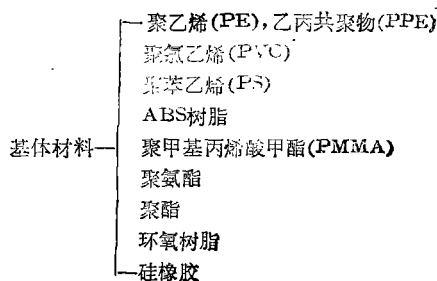 聚乙烯(PE),乙丙共聚物(PPE)
聚氯乙烯(PVC)
聚苯乙烯(PS)
ABS树脂
基体材料
聚甲基丙烯酸甲酯(PMMA)
聚氨酯
聚酯
环氧树脂
硅橡胶